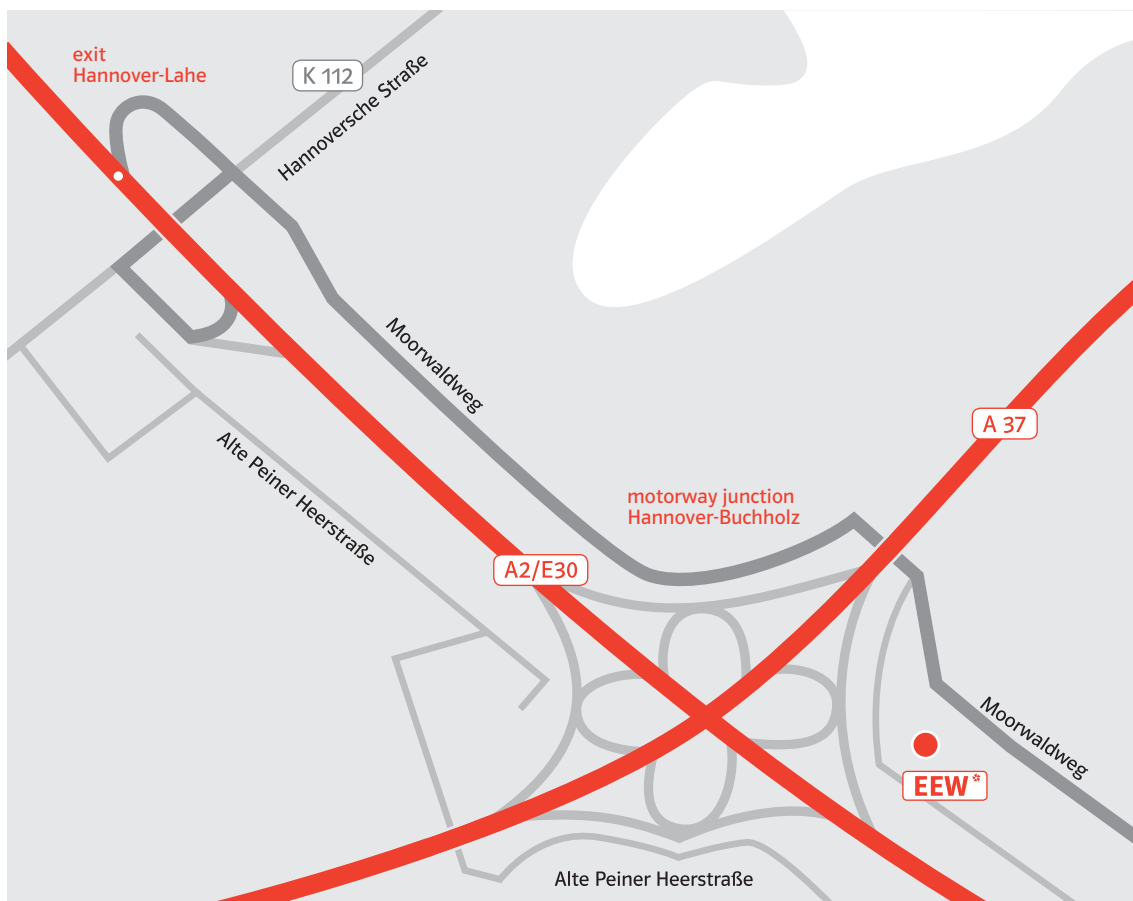 exit
Hannover-Lahe
K 112
Hannoversche Straße
Moorwaldweg
A 37
Alte Peiner Heerstraße
motorway junction
Hannover-Buchholz
A2/E30
Moorwaldweg
EEW*
Alte Peiner Heerstraße